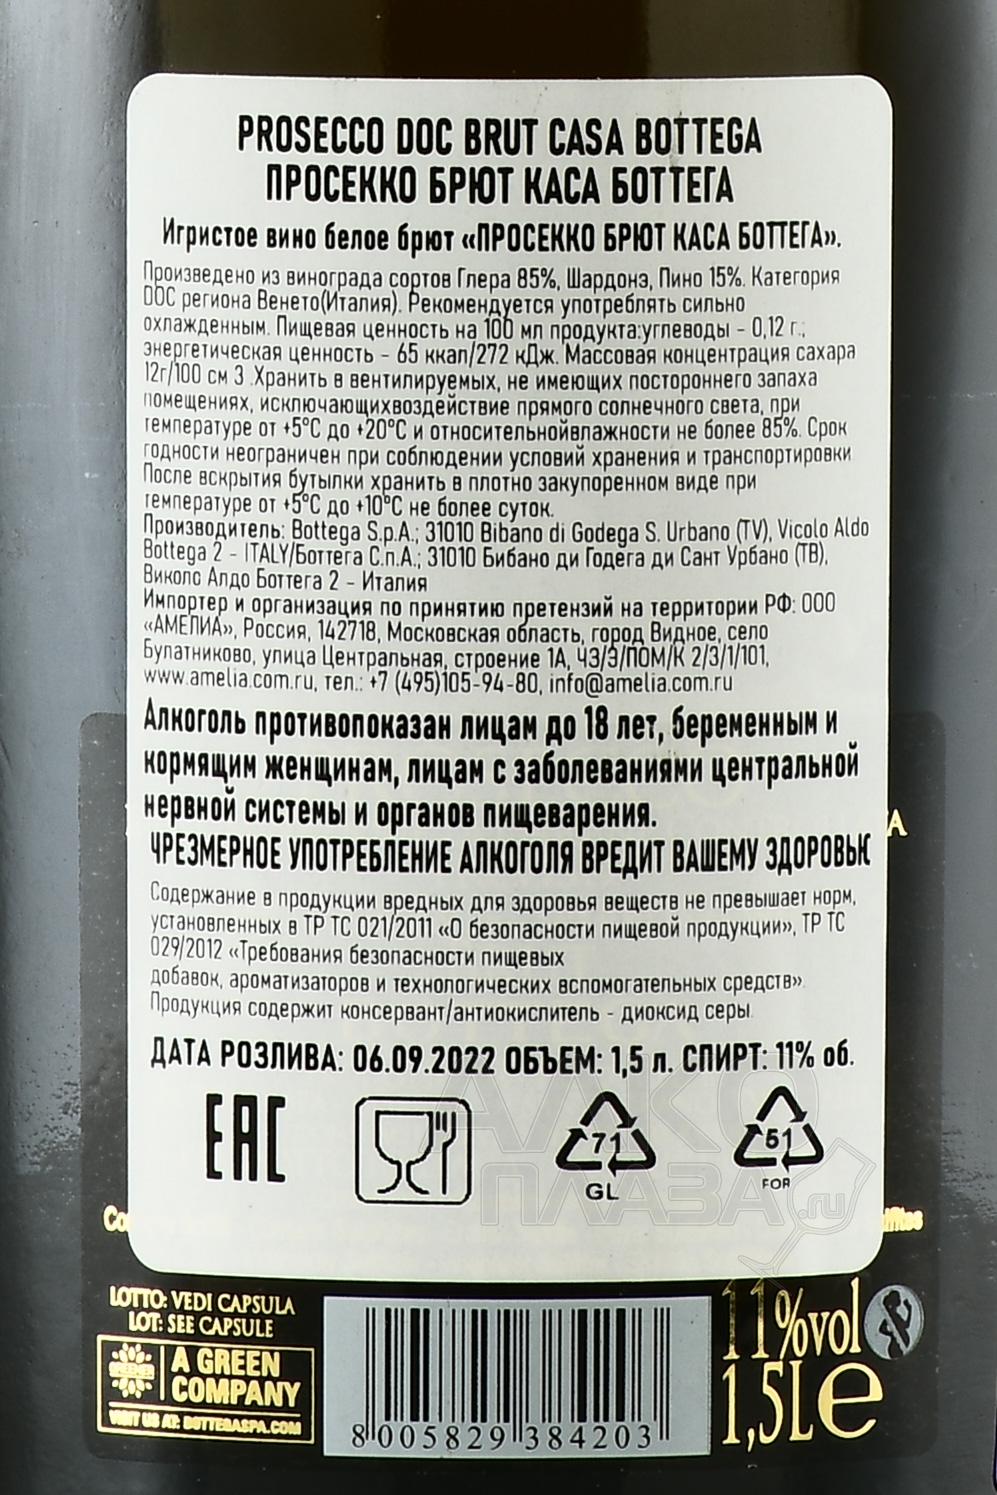 PROSECCO DOC BRUT CASA BOTTEGA
ПРОСЕККО БРЮТ КАСА БОТТЕГА
Игристое вино белое брют «ПРОСЕККО БРЮТ КАСА БОТТЕГА».
Произведено из винограда сортов Глера 85%, Шардонэ, Пино 15%. Категория
DOC региона Венето(Италия). Рекомендуется употреблять сильно
охлажденным. Пищевая ценность на 100 мл продукта:углеводы - 0,12 г.;
энергетическая ценность - 65 ккал/272 кДж. Массовая концентрация сахара
12г/100 см 3 .Хранить в вентилируемых, не имеющих постороннего запаха
помещениях, исключающихвоздействие прямого солнечного света, при
температуре от +5°С до +20°С и относительнойвлажности не более 85%. Срок
годности неограничен при соблюдении условий хранения и транспортировки
После вскрытия бутылки хранить в плотно закупоренном виде при
температуре от +5°С до +10°С не более суток.
Производитель: Bottega S.p.A.; 31010 Bibano di Godega S. Urbano (TV), Vicolo Aldo
Bottega 2 - ITALY/Боттега С.п.А.; 31010 Бибано ди Годега ди Сант Урбано (ТВ),
Виколо Алдо Боттега 2 - Италия
Импортер и организация по принятию претензий на территории РФ: ООО
«АМЕЛИА», Россия, 142718, Московская область, город Видное, село
Булатниково, улица Центральная, строение 1А, ЧЗ/Э/ПОМ/К 2/3/1/101,
www.amelia.com.ru, тел.: +7 (495)105-94-80, info@amelia.com.ru
Алкоголь противопоказан лицам до 18 лет, беременным и
кормящим женщинам, лицам с заболеваниями центральной
нервной системы и органов пищеварения.
ЧРЕЗМЕРНОЕ УПОТРЕБЛЕНИЕ АЛКОГОЛЯ ВРЕДИТ ВАШЕМУ ЗДОРОВЬЮ
Содержание в продукции вредных для здоровья веществ не превышает норм,
установленных в ТР ТС 021/2011 «О безопасности пищевой продукции», ТР ТС
029/2012 «Требования безопасности пищевых
добавок, ароматизаторов и технологических вспомогательных средств»
Продукция содержит консервант/антиокислитель - диоксид серы.
ДАТА РОЗЛИВА: 06.09.2022 ОБЪЕМ: 1,5 л. СПИРТ: 11% об.
EAC
71
GL
51
FOR
АЛКО
ПЛАЗА.ru
LOTTO: VEDI CAPSULA
LOT: SEE CAPSULE
A GREEN
COMPANY
VISIT US AT: BOTTEGASPA.COM
8 005829 384203
11%vol
1,5L e